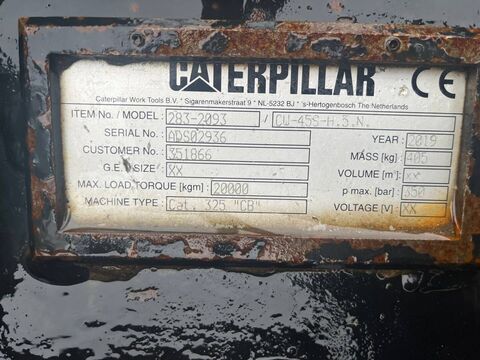 CATERPILLAR CE
Caterpillar Work Tools B.V. * Sigarenmakerstraat 9 * NL-5232 BJ * 's-Hertogenbosch The Netherlands
ITEM No. / MODEL 283-2093 / CW-45S-H.S.N.
SERIAL No. ADS02936 YEAR 2019
CUSTOMER No. 351866 MASS [kg] 405
G.E.T. SIZE XX VOLUME [m³] xx
MAX. LOAD/TORQUE [kgm] 20000 p max. [bar] 350
MACHINE TYPE Cat. 325 "CB" VOLTAGE [V] XX